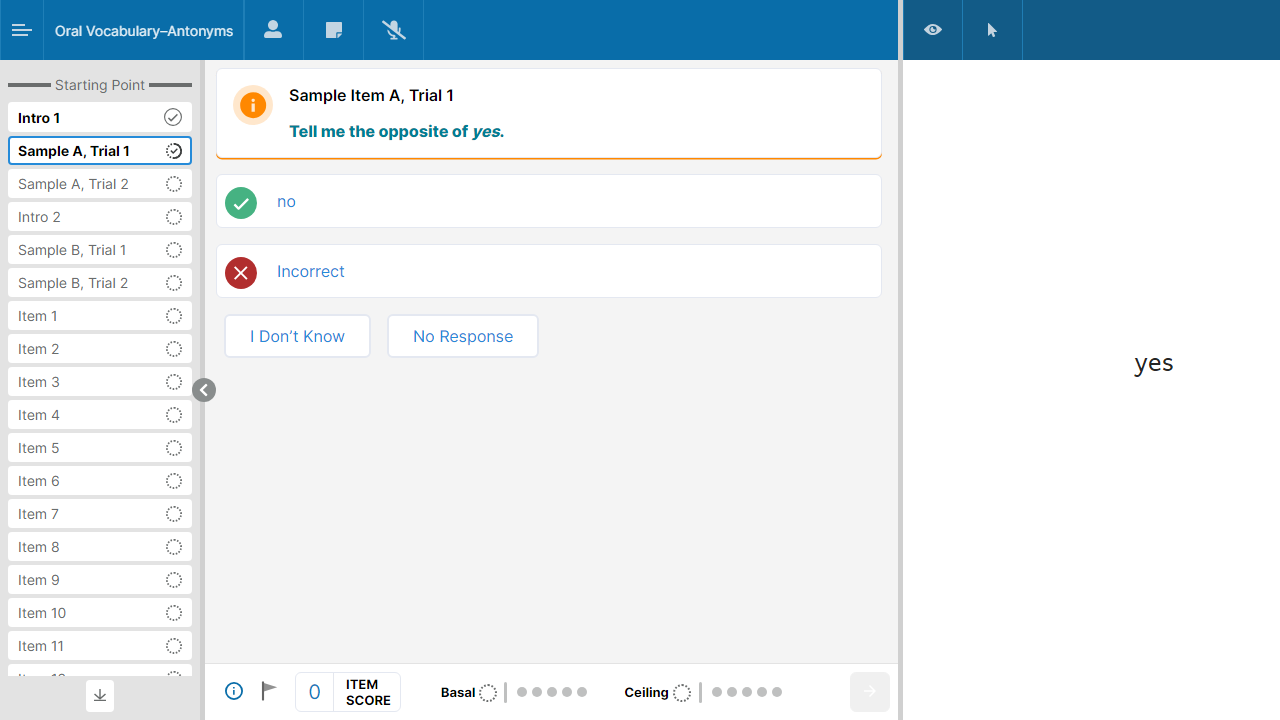 Oral Vocabulary–Antonyms
Starting Point
Intro 1
Sample A, Trial 1
Sample A, Trial 2
Intro 2
Sample B, Trial 1
Sample B, Trial 2
Item 1
Item 2
Item 3
Item 4
Item 5
Item 6
Item 7
Item 8
Item 9
Item 10
Item 11
Sample Item A, Trial 1
Tell me the opposite of yes.
no
Incorrect
I Don’t Know
No Response
0
ITEM
SCORE
Basal
Ceiling
yes